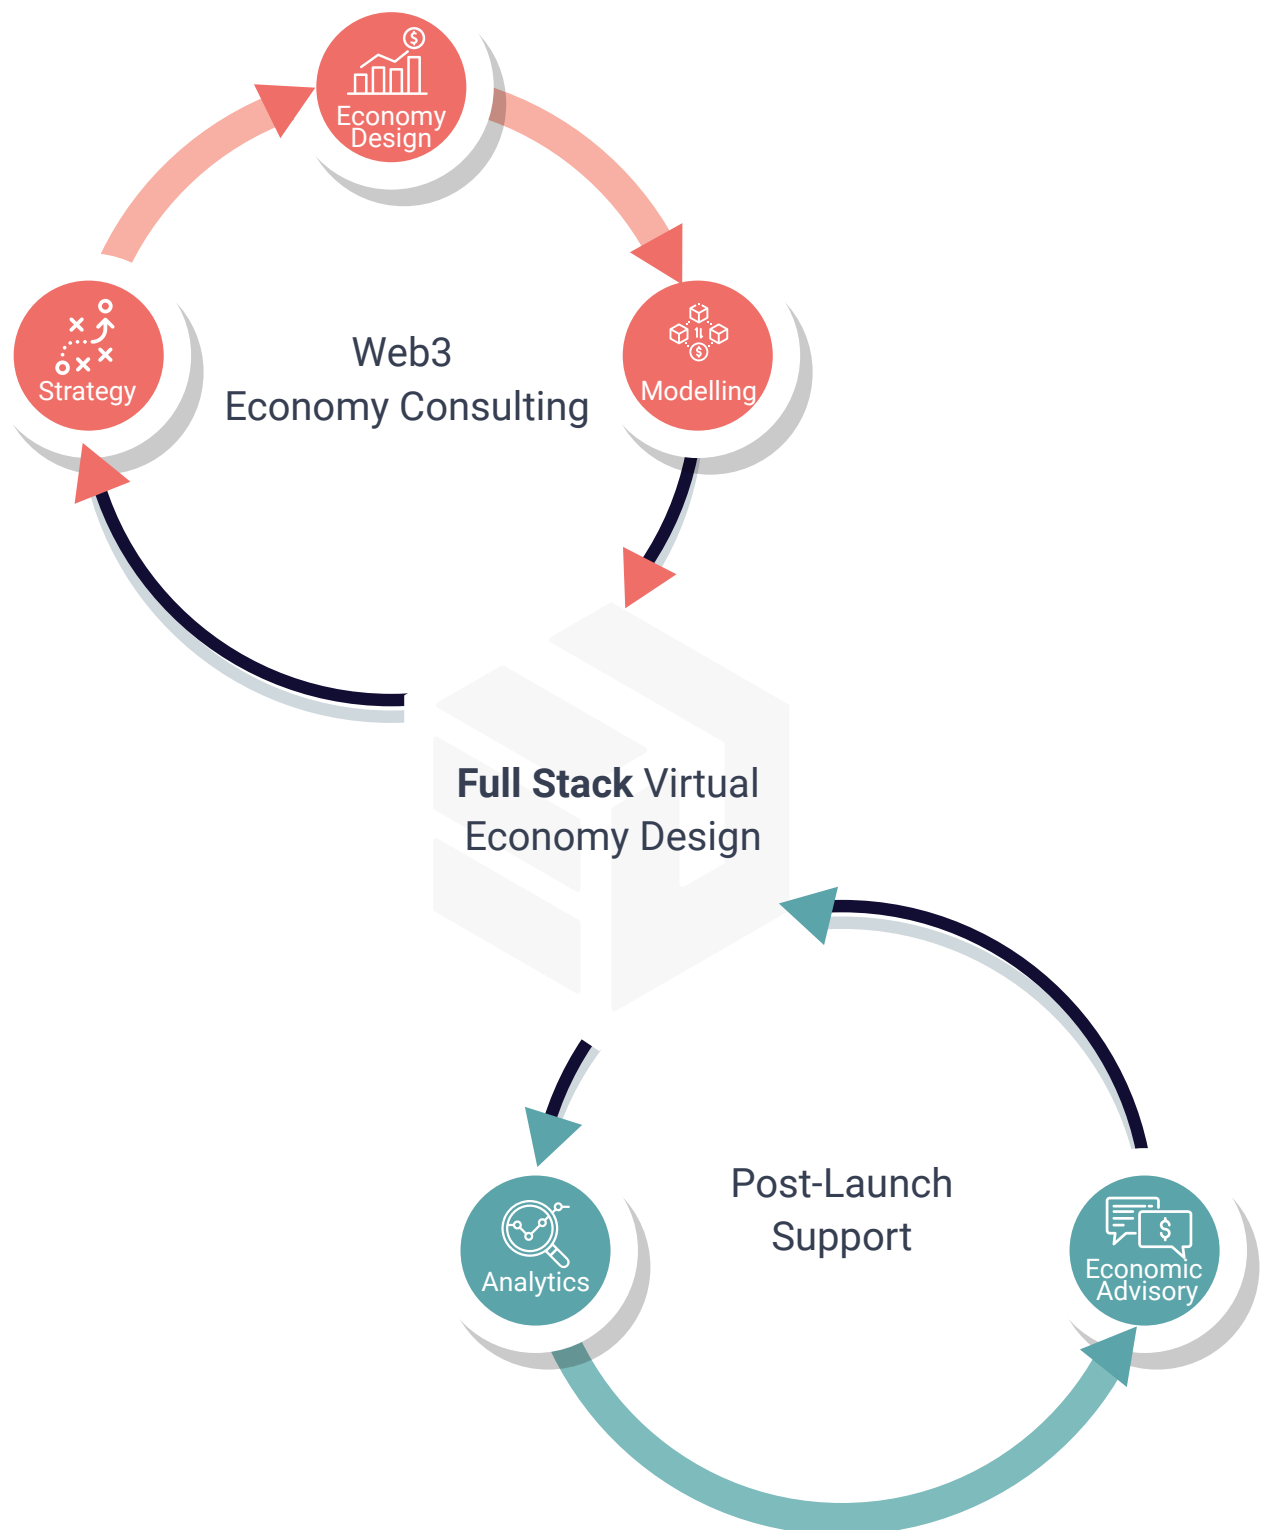 Economy
Design
Strategy
Web3
Economy Consulting
Modelling
Full Stack Virtual
Economy Design
Post-Launch
Support
Analytics
Economic
Advisory